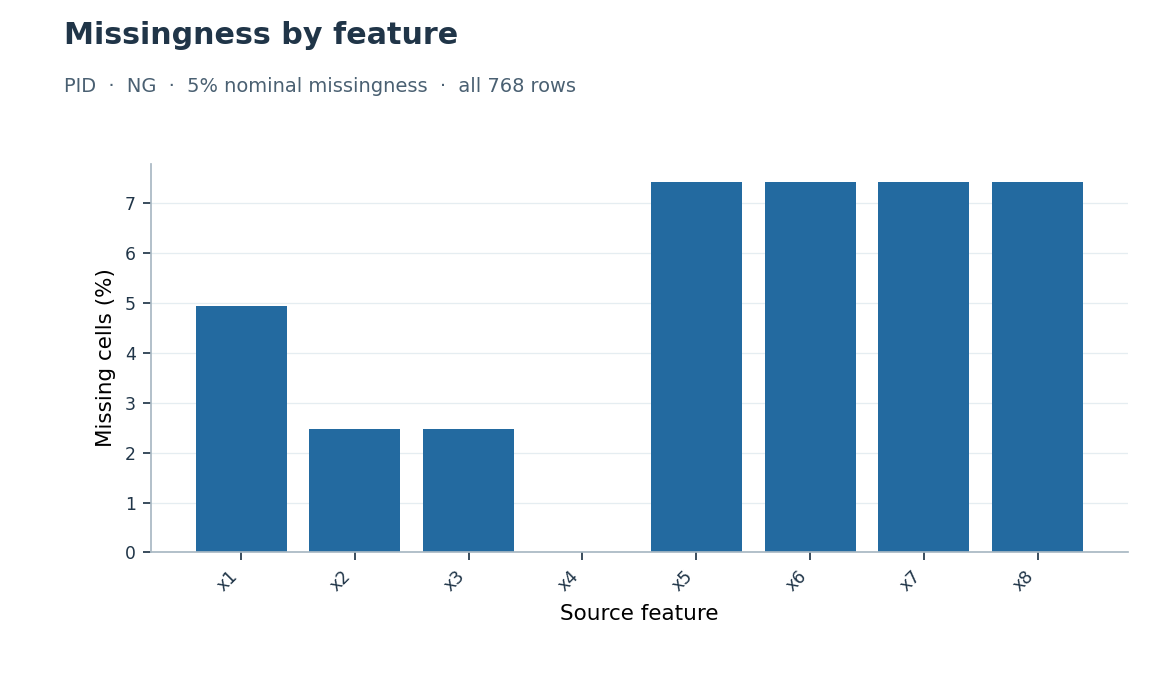 Missingness by feature
PID · NG · 5% nominal missingness · all 768 rows
Missing cells (%)
7
6
5
4
3
2
1
0
x1 x2 x3 x4 x5 x6 x7 x8
Source feature